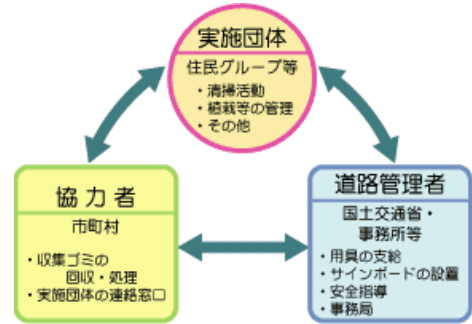 実施団体
住民グループ等
・清掃活動
・植栽等の管理
・その他
協力者
市町村
・収集ゴミの
回収・処理
・実施団体の連絡窓口
道路管理者
国土交通省・
事務所等
・用具の支給
・サインボードの設置
・安全指導
・事務局